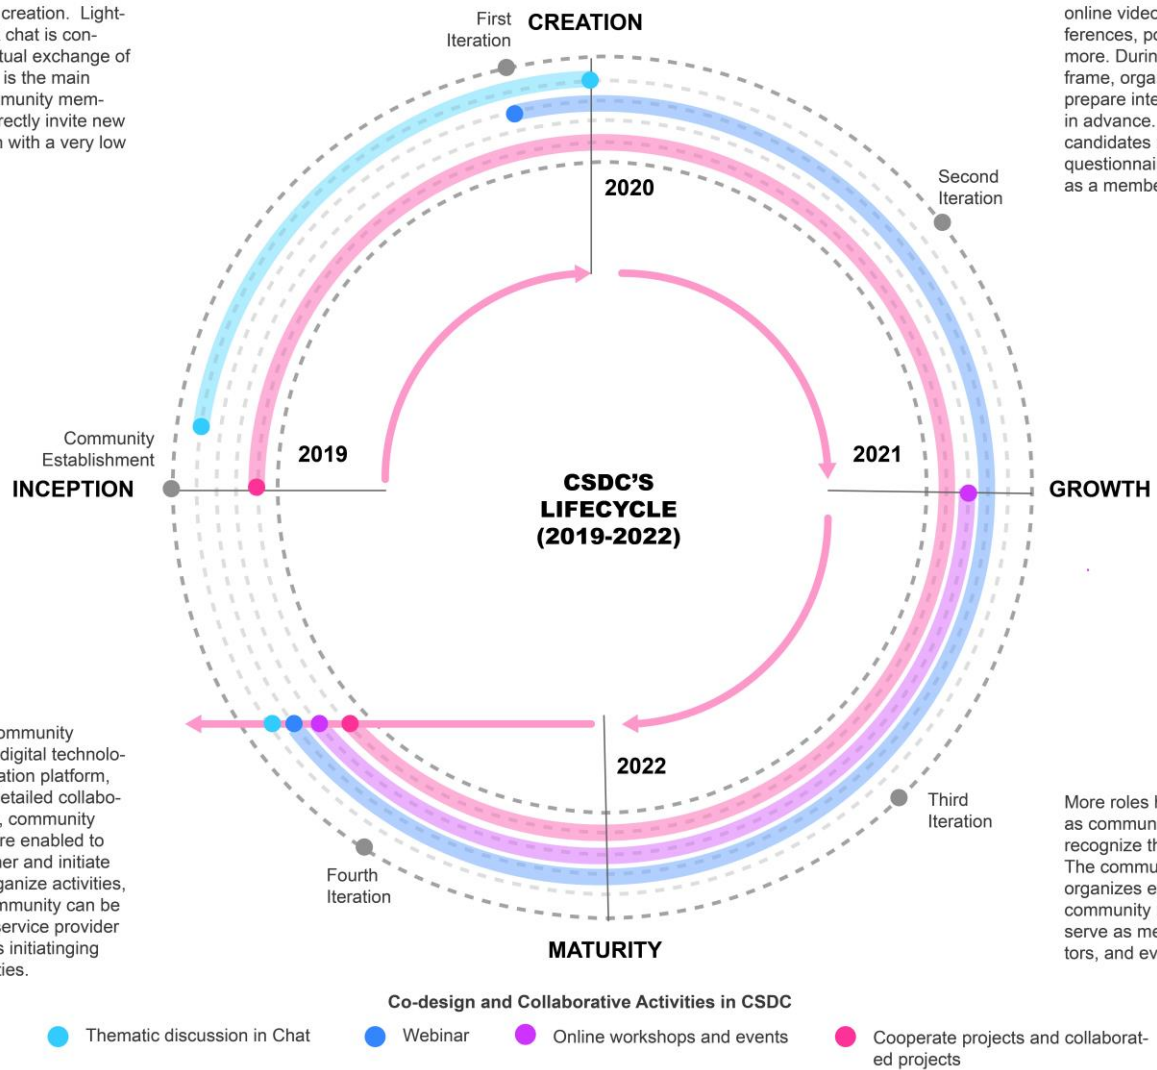 creation. Light-
chat is con-
tual exchange of
is the main
munity mem-
rectly invite new
with a very low
First
Iteration
CREATION
online video
ferences, po
more. Durin
frame, orga
prepare inte
in advance.
candidates
questionnai
as a membe
2020
Second
Iteration
Community
Establishment
INCEPTION
2019
CSDC'S
LIFECYCLE
(2019-2022)
2021
GROWTH
ommunity
digital technolo-
ation platform,
etailed collabo-
, community
re enabled to
ner and initiate
ganize activities,
mmunity can be
service provider
s initiatinging
ties.
2022
Fourth
Iteration
Third
Iteration
MATURITY
More roles h
as commun
recognize th
The commu
organizes e
community
serve as me
tors, and ev
Co-design and Collaborative Activities in CSDC
Thematic discussion in Chat
Webinar
Online workshops and events
Cooperate projects and collaborat-
ed projects